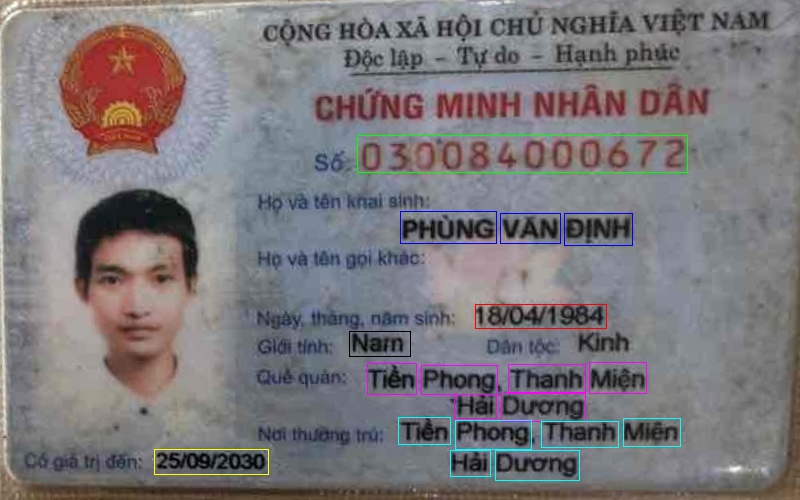 CỘNG HÒA XÃ HỘI CHỦ NGHĨA VIỆT NAM
Độc lập - Tự do - Hạnh phúc
CHỨNG MINH NHÂN DÂN
Số: 030084000672
Họ và tên khai sinh:
PHÙNG VĂN ĐỊNH
Họ và tên gọi khác:
Ngày, tháng, năm sinh: 18/04/1984
Giới tính: Nam Dân tộc: Kinh
Quê quán: Tiền Phong, Thanh Miện
Hải Dương
Nơi thường trú: Tiền Phong, Thanh Miện
Hải Dương
Có giá trị đến: 25/09/2030